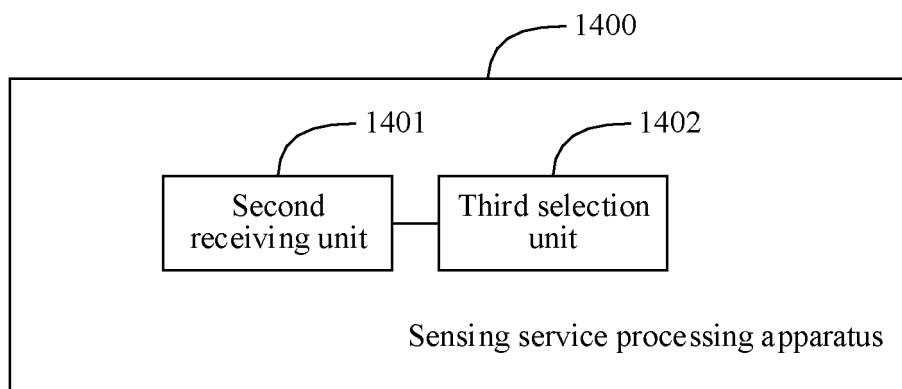 1400
1401
1402
Second
receiving unit
Third selection
unit
Sensing service processing apparatus